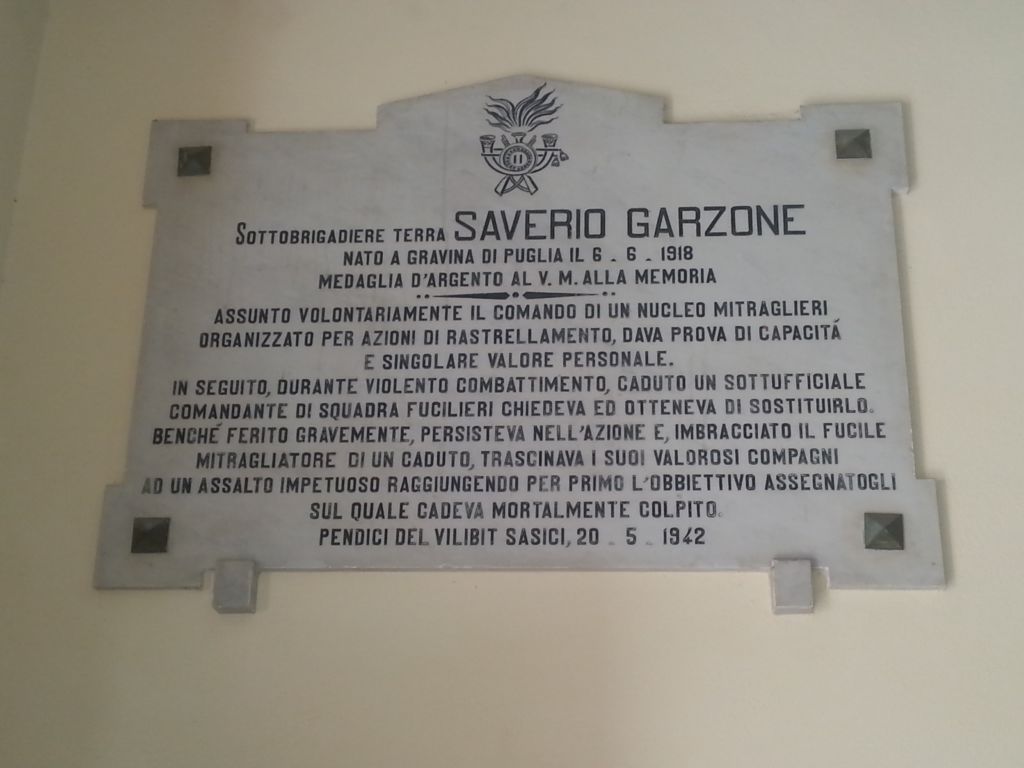 11
SOTTOBRIGADIERE TERRA SAVERIO GARZONE
NATO A GRAVINA DI PUGLIA IL 6 . 6 . 1918
MEDAGLIA D'ARGENTO AL V. M. ALLA MEMORIA
ASSUNTO VOLONTARIAMENTE IL COMANDO DI UN NUCLEO MITRAGLIERI
ORGANIZZATO PER AZIONI DI RASTRELLAMENTO, DAVA PROVA DI CAPACITÁ
E SINGOLARE VALORE PERSONALE.
IN SEGUITO, DURANTE VIOLENTO COMBATTIMENTO, CADUTO UN SOTTUFFICIALE
COMANDANTE DI SQUADRA FUCILIERI CHIEDEVA ED OTTENEVA DI SOSTITUIRLO.
BENCHÉ FERITO GRAVEMENTE, PERSISTEVA NELL'AZIONE E, IMBRACCIATO IL FUCILE
MITRAGLIATORE DI UN CADUTO, TRASCINAVA I SUOI VALOROSI COMPAGNI
AD UN ASSALTO IMPETUOSO RAGGIUNGENDO PER PRIMO L'OBBIETTIVO ASSEGNATOGLI
SUL QUALE CADEVA MORTALMENTE COLPITO.
PENDICI DEL VILIBIT SASICI, 20 . 5 . 1942